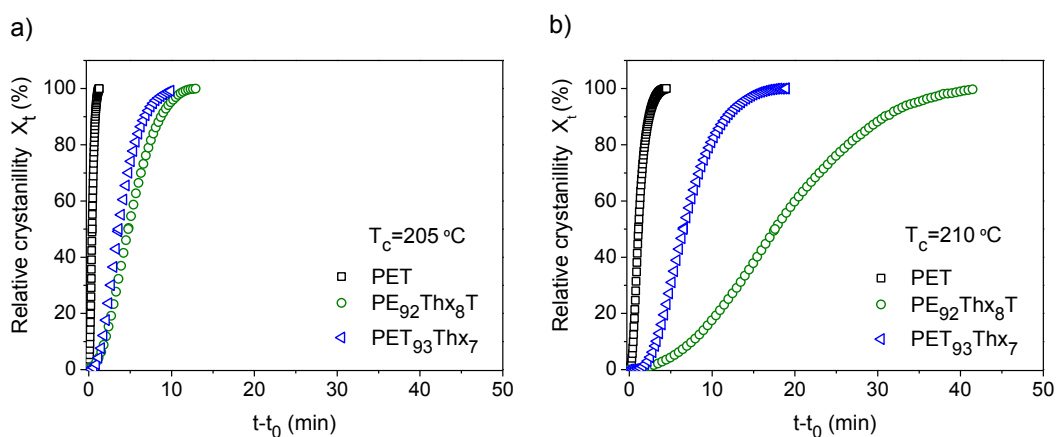 a)
Relative crystanillity X_t (%)
100
80
60
40
20
0
0 10 20 30 40 50
t-t_0 (min)
T_c=205 °C
PET
PE_92Thx_8T
PET_93Thx_7
b)
Relative crystanillity X_t (%)
100
80
60
40
20
0
0 10 20 30 40 50
t-t_0 (min)
T_c=210 °C
PET
PE_92Thx_8T
PET_93Thx_7